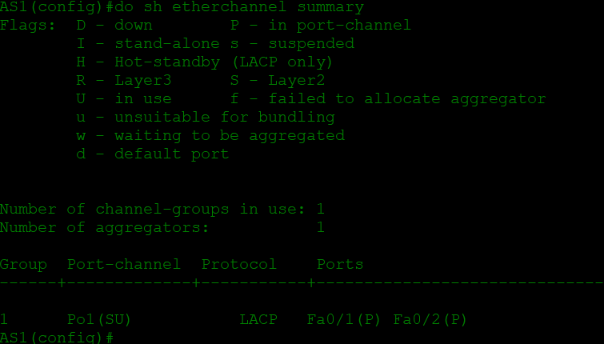 AS1(config)#do sh etherchannel summary
Flags:  D - down        P - in port-channel
        I - stand-alone s - suspended
        H - Hot-standby (LACP only)
        R - Layer3      S - Layer2
        U - in use      f - failed to allocate aggregator
        u - unsuitable for bundling
        w - waiting to be aggregated
        d - default port
Number of channel-groups in use: 1
Number of aggregators:           1
Group  Port-channel  Protocol    Ports
------+-------------+-----------+-------------------------------
1      Po1(SU)           LACP   Fa0/1(P) Fa0/2(P)
AS1(config)#